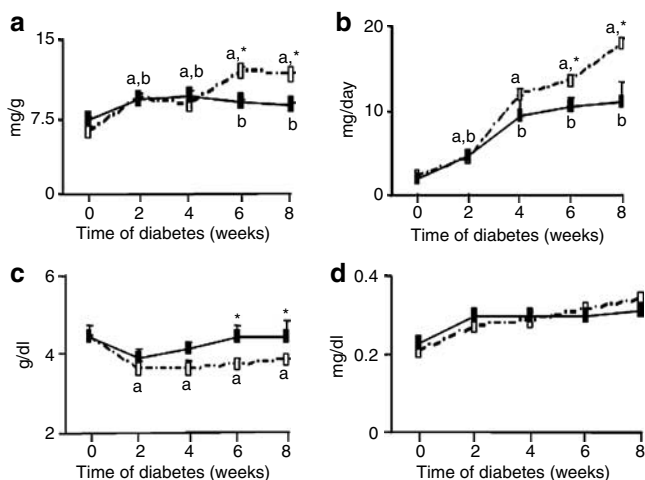 a
15
7.5
0
mg/g
a,b
a,b
a,*
a,*
b
b
0 2 4 6 8
Time of diabetes (weeks)
b
20
10
0
mg/day
a,b
a
a,*
a,*
b
b
b
0 2 4 6 8
Time of diabetes (weeks)
c
6
4
2
g/dl
*
*
a
a
a
a
0 2 4 6 8
Time of diabetes (weeks)
d
0.4
0.2
0
mg/dl
0 2 4 6 8
Time of diabetes (weeks)